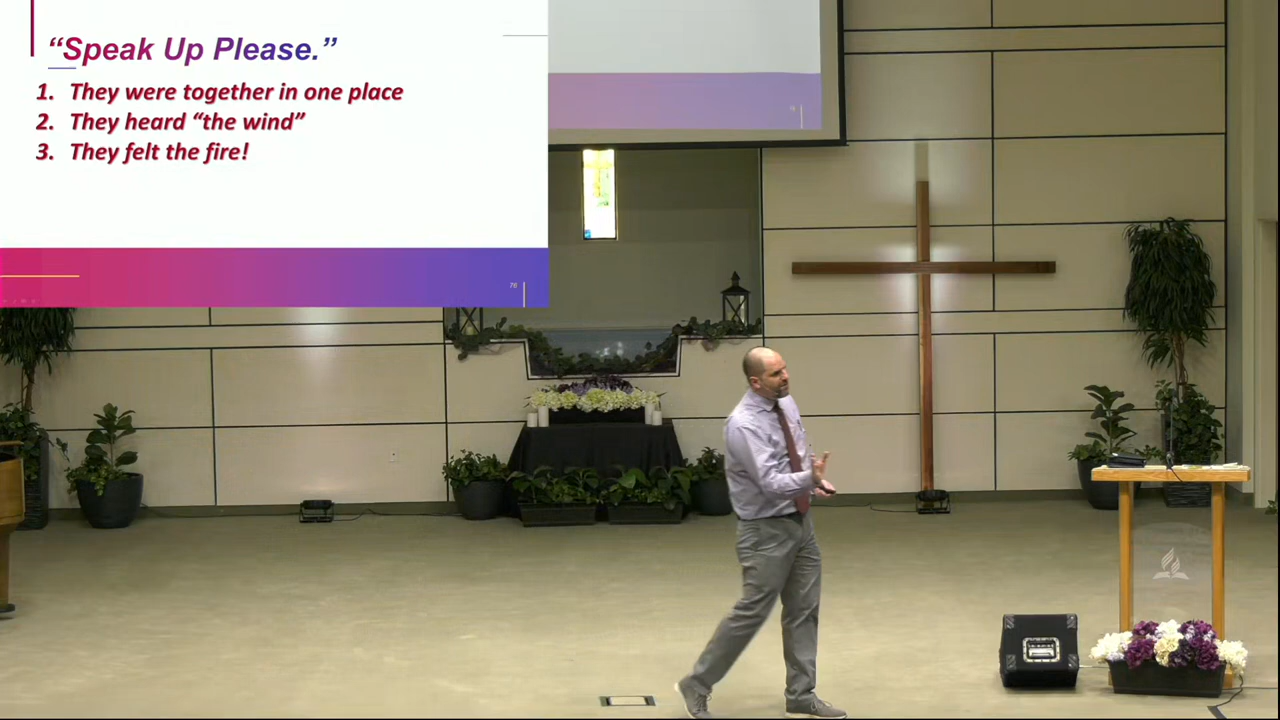 “Speak Up Please.”
1. They were together in one place
2. They heard “the wind”
3. They felt the fire!